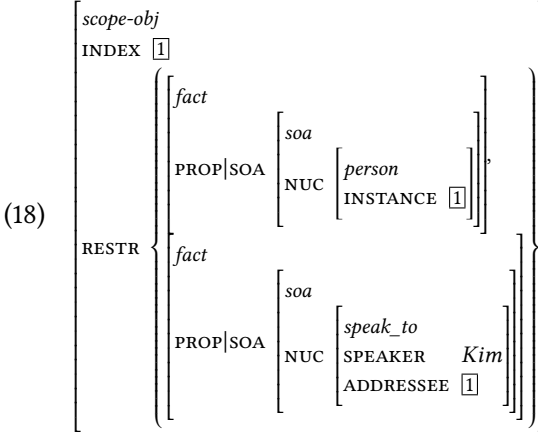 scope-obj
INDEX 1
fact
soa
PROP|SOA
NUC
person
INSTANCE 1
,
(18)
RESTR
fact
soa
PROP|SOA
NUC
speak_to
SPEAKER Kim
ADDRESSEE 1